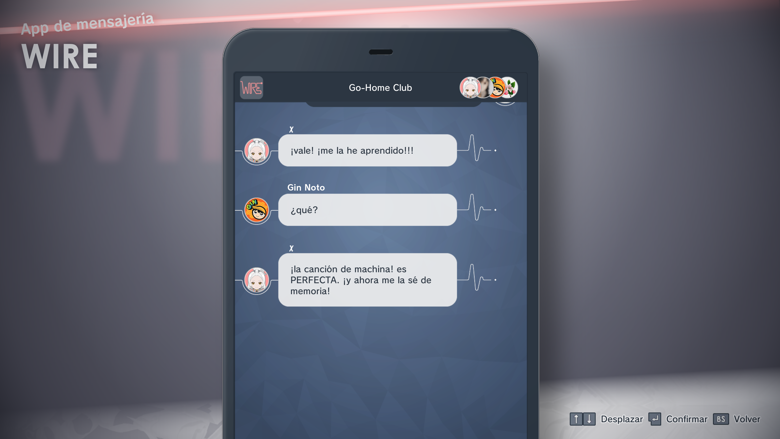 App de mensajería
WIRE
WIRE
Go-Home Club
χ
¡vale! ¡me la he aprendido!!!
Gin Noto
¿qué?
χ
¡la canción de machina! es
PERFECTA. ¡y ahora me la sé de
memoria!
↑ ↓ Desplazar ↵ Confirmar BS Volver